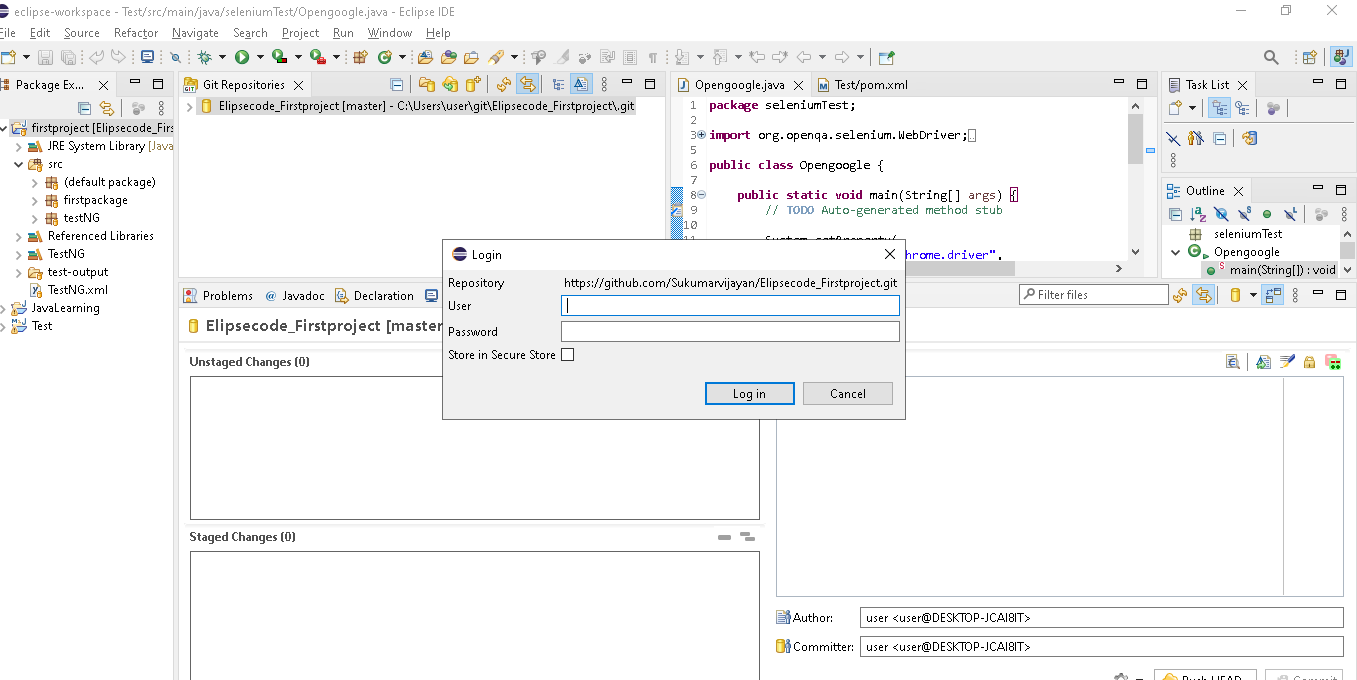 eclipse-workspace - Test/src/main/java/seleniumTest/Opengoogle.java - Eclipse IDE
File Edit Source Refactor Navigate Search Project Run Window Help
Package Ex...
Git Repositories
Opengoogle.java
Test/pom.xml
Task List
firstproject [Elipsecode_Firs
JRE System Library [Java
src
(default package)
firstpackage
testNG
Referenced Libraries
TestNG
test-output
TestNG.xml
JavaLearning
Test
Elipsecode_Firstproject [master] - C:\Users\user\git\Elipsecode_Firstproject\.git
1 package seleniumTest;
2
3 import org.openqa.selenium.WebDriver;
5
6 public class Opengoogle {
7
8 public static void main(String[] args) {
9 // TODO Auto-generated method stub
10
11 System.setProperty(
hrome.driver",
Outline
seleniumTest
Opengoogle
main(String[]) : void
Login
Repository https://github.com/Sukumarvijayan/Elipsecode_Firstproject.git
User
Password
Store in Secure Store
Log in Cancel
Problems Javadoc Declaration
Filter files
Elipsecode_Firstproject [master
Unstaged Changes (0)
Staged Changes (0)
Author: user <user@DESKTOP-JCAI8IT>
Committer: user <user@DESKTOP-JCAI8IT>
Push HEAD...
Commit